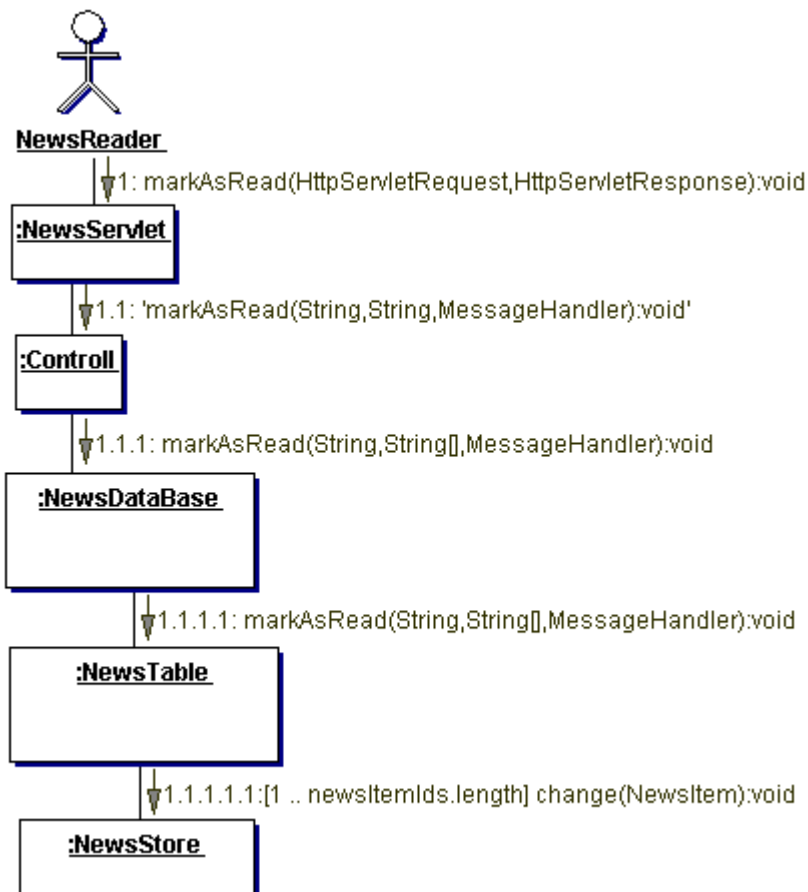 NewsReader
1: markAsRead(HttpServletRequest,HttpServletResponse):void
:NewsServlet
1.1: 'markAsRead(String,String,MessageHandler):void'
:Controll
1.1.1: markAsRead(String,String[],MessageHandler):void
:NewsDataBase
1.1.1.1: markAsRead(String,String[],MessageHandler):void
:NewsTable
1.1.1.1.1:[1 .. newsItemIds.length] change(NewsItem):void
:NewsStore